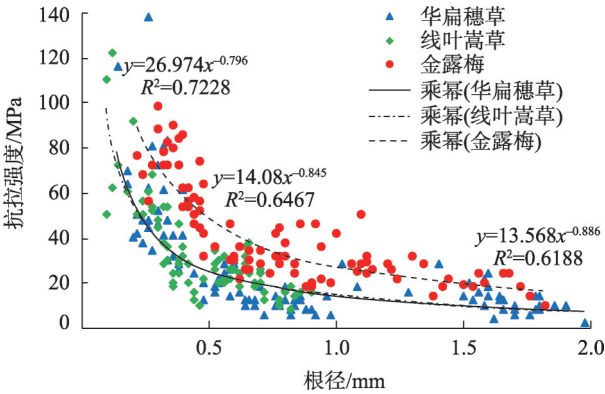 140
120
100
80
60
40
20
0
抗拉强度/MPa
华扁穗草
线叶嵩草
金露梅
乘幂(华扁穗草)
乘幂(线叶嵩草)
乘幂(金露梅)
y=26.974x^−0.796
R²=0.7228
y=14.08x^−0.845
R²=0.6467
y=13.568x^−0.886
R²=0.6188
0.5 1.0 1.5 2.0
根径/mm